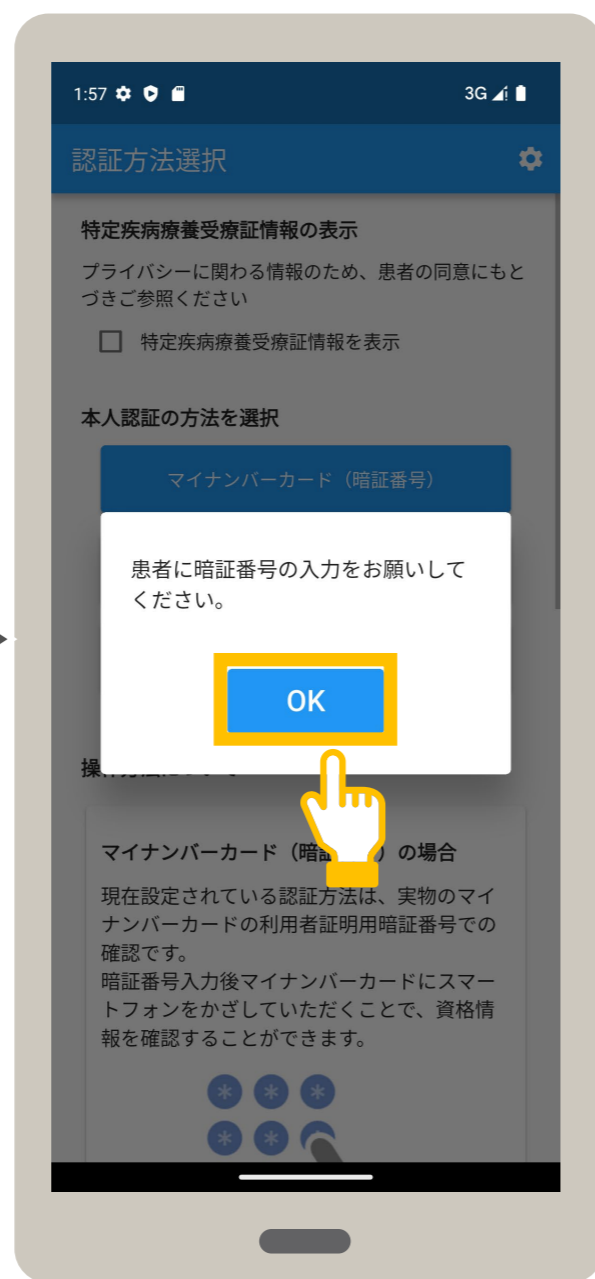 1:57
3G
認証方法選択
特定疾病療養受療証情報の表示
プライバシーに関わる情報のため、患者の同意にもと
づきご参照ください
特定疾病療養受療証情報を表示
本人認証の方法を選択
マイナンバーカード（暗証番号）
患者に暗証番号の入力をお願いして
ください。
OK
マイナンバーカード（暗証 ）の場合
現在設定されている認証方法は、実物のマイ
ナンバーカードの利用者証明用暗証番号での
確認です。
暗証番号入力後マイナンバーカードにスマー
トフォンをかざしていただくことで、資格情
報を確認することができます。